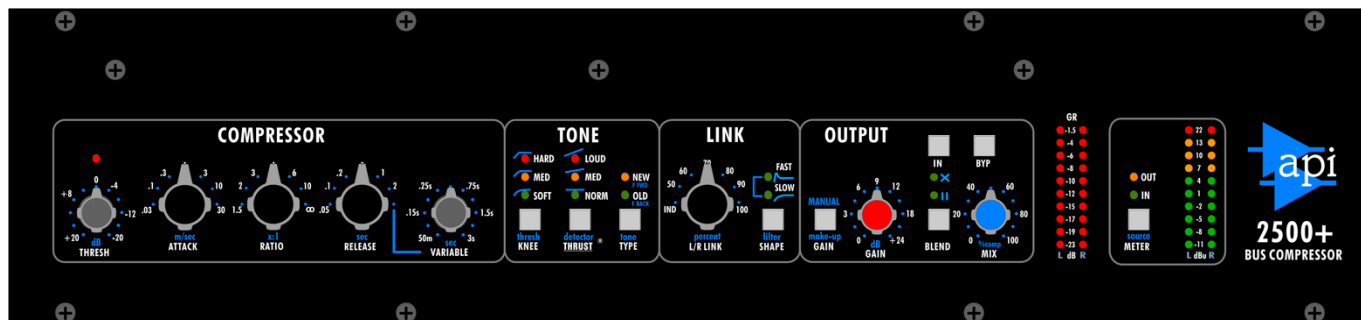 COMPRESSOR
0
+8 -4
-12
+20 -20
dB
THRESH
.1 .3 1 3 10
.03 30
m/sec
ATTACK
2 3 4 6 10
1.5 ∞
x:1
RATIO
.1 .2 .5 1 2
.05
sec
RELEASE
.25s .75s
.15s 1.5s
50m 3s
sec
VARIABLE
TONE
HARD
MED
SOFT
thresh
KNEE
LOUD
MED
NORM
detector
THRUST ®
NEW
F FWD
OLD
F BACK
tone
TYPE
LINK
60 70 80
50 90
IND 100
percent
L/R LINK
FAST
SLOW
filter
SHAPE
OUTPUT
MANUAL
make-up
GAIN
9
6 12
3 18
0 +24
dB
GAIN
IN
BLEND
BYP
40 60
20 80
0 100
%comp
MIX
GR
-1.5
-4
-6
-8
-10
-12
-15
-17
-19
-23
L dB R
OUT
IN
source
METER
22
13
10
7
4
1
-2
-5
-8
-11
L dBu R
api
2500+
BUS COMPRESSOR